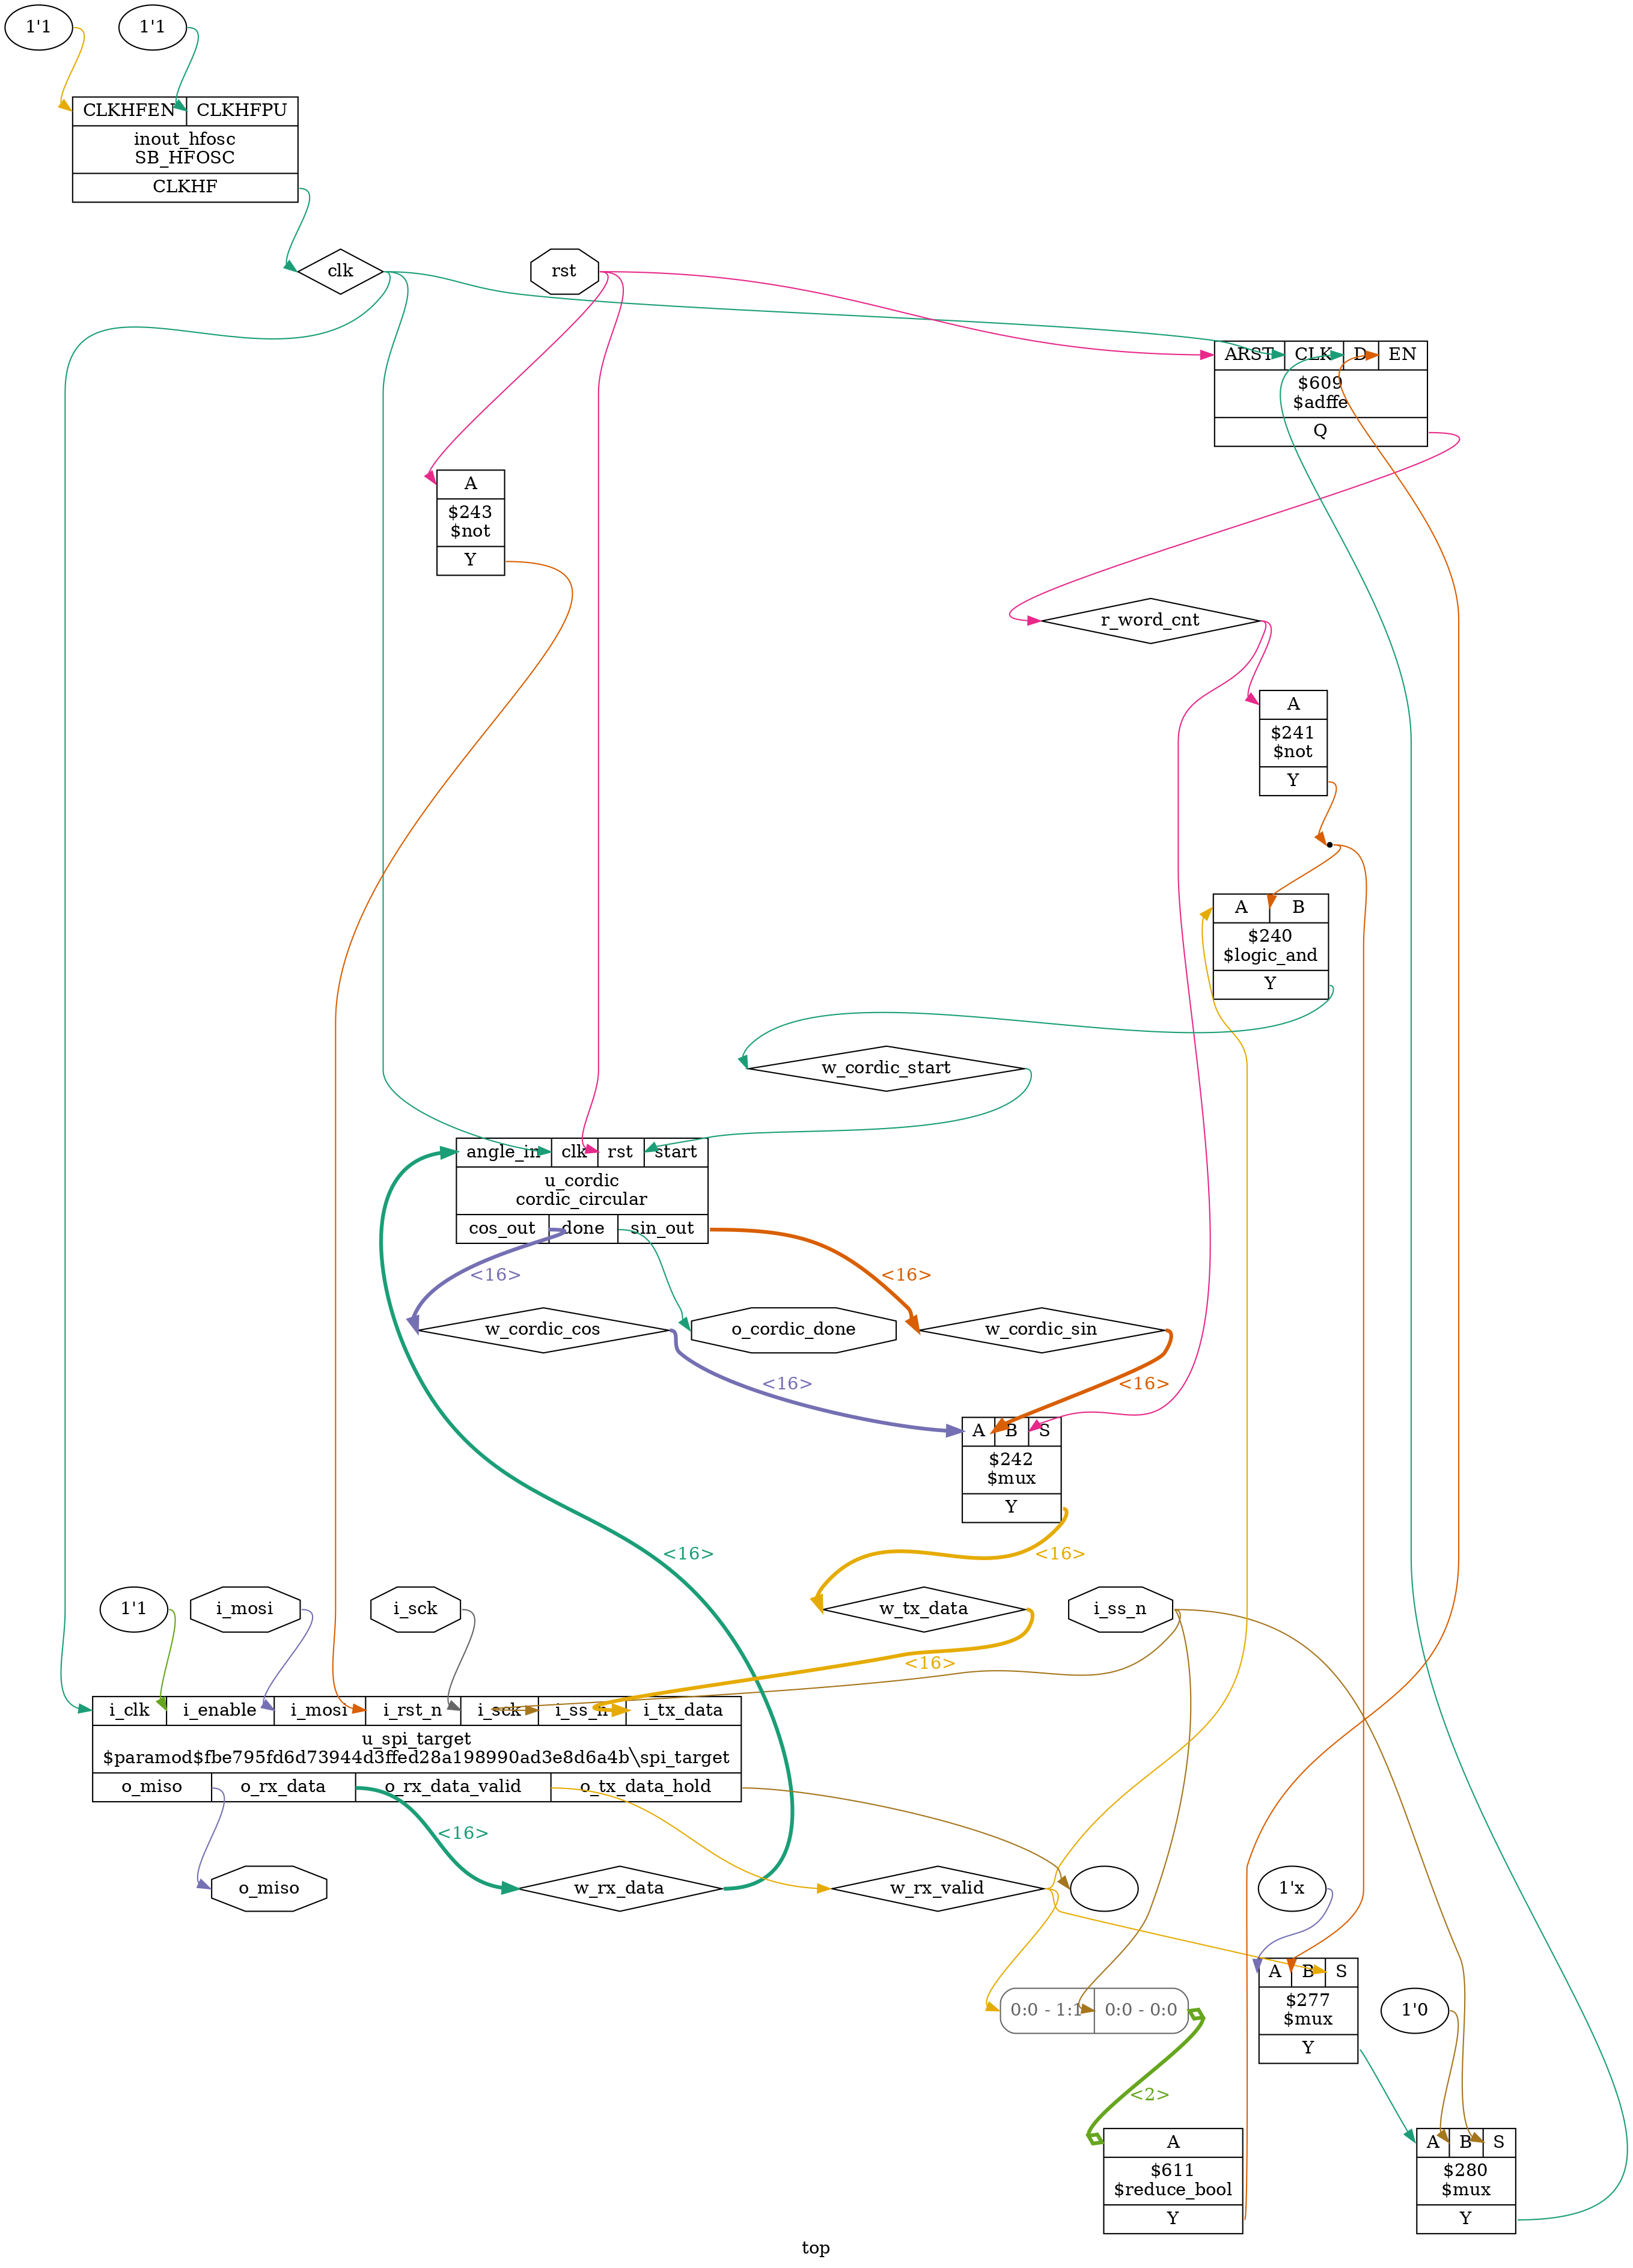 1'1
1'1
CLKHFEN
CLKHFPU
inout_hfosc
SB_HFOSC
CLKHF
clk
rst
ARST
CLK
D
EN
$609
$adffe
Q
A
$243
$not
Y
r_word_cnt
A
$241
$not
Y
A
B
$240
$logic_and
Y
w_cordic_start
angle_in
clk
rst
start
u_cordic
cordic_circular
cos_out
done
sin_out
<16>
<16>
w_cordic_cos
o_cordic_done
w_cordic_sin
<16>
<16>
A
B
S
$242
$mux
Y
<16>
<16>
1'1
i_mosi
i_sck
w_tx_data
i_ss_n
<16>
i_clk
i_enable
i_mosi
i_rst_n
i_sck
i_ss_n
i_tx_data
u_spi_target
$paramod$fbe795fd6d73944d3ffed28a198990ad3e8d6a4b\spi_target
o_miso
o_rx_data
o_rx_data_valid
o_tx_data_hold
<16>
o_miso
w_rx_data
w_rx_valid
1'x
A
B
S
$277
$mux
Y
0:0 - 1:1
0:0 - 0:0
1'0
<2>
A
$611
$reduce_bool
Y
A
B
S
$280
$mux
Y
top